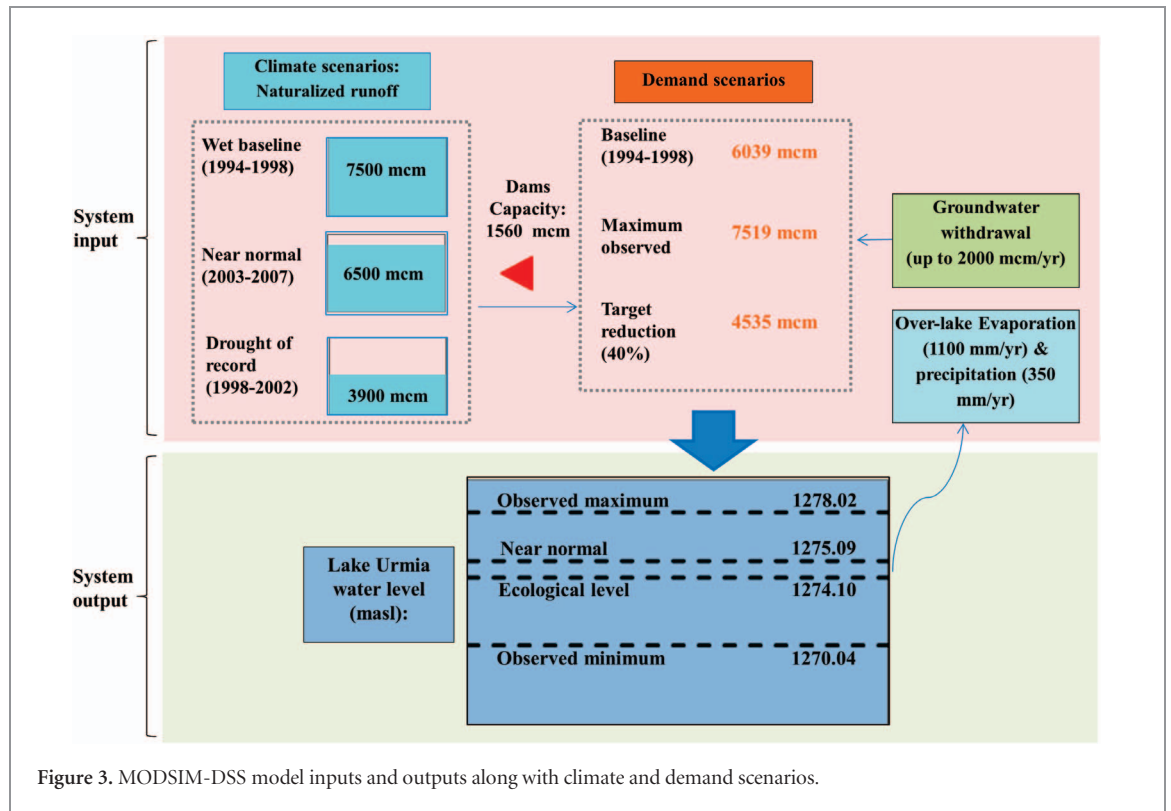 System
input
Climate scenarios:
Naturalized runoff
Wet baseline
(1994-1998)
7500 mcm
Near normal
(2003-2007)
6500 mcm
Drought of
record
(1998-2002)
3900 mcm
Dams
Capacity:
1560 mcm
Demand scenarios
Baseline
(1994-1998)
6039 mcm
Maximum
observed
7519 mcm
Target
reduction
(40%)
4535 mcm
Groundwater
withdrawal
(up to 2000 mcm/yr)
Over-lake Evaporation
(1100 mm/yr) &
precipitation (350
mm/yr)
System
output
Lake Urmia
water level
(masl):
Observed maximum 1278.02
Near normal 1275.09
Ecological level 1274.10
Observed minimum 1270.04
Figure 3. MODSIM-DSS model inputs and outputs along with climate and demand scenarios.